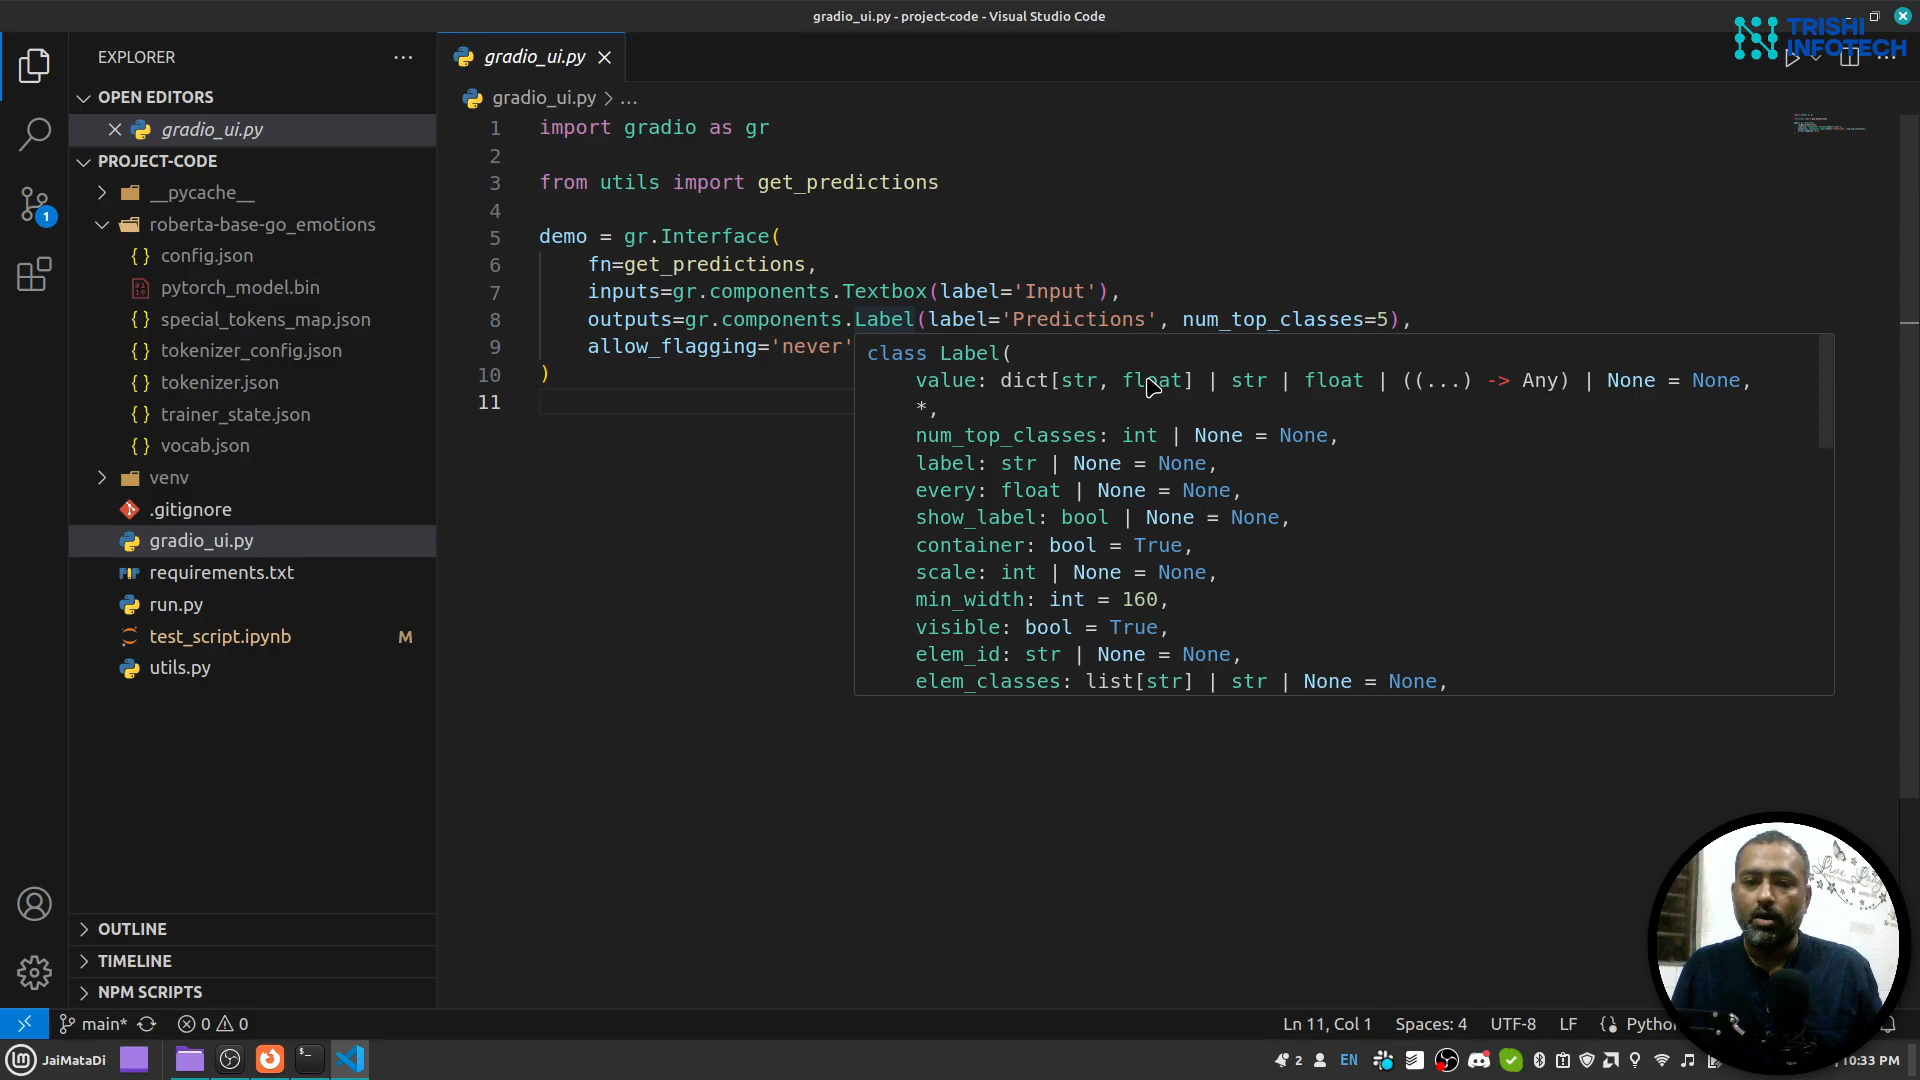 gradio_ui.py - project-code - Visual Studio Code
TRISHI
INFOTECH
EXPLORER
OPEN EDITORS
gradio_ui.py
PROJECT-CODE
__pycache__
roberta-base-go_emotions
config.json
pytorch_model.bin
special_tokens_map.json
tokenizer_config.json
tokenizer.json
trainer_state.json
vocab.json
venv
.gitignore
gradio_ui.py
requirements.txt
run.py
test_script.ipynb M
utils.py
OUTLINE
TIMELINE
NPM SCRIPTS
1
gradio_ui.py
gradio_ui.py > ...
1 import gradio as gr
2
3 from utils import get_predictions
4
5 demo = gr.Interface(
6 fn=get_predictions,
7 inputs=gr.components.Textbox(label='Input'),
8 outputs=gr.components.Label(label='Predictions', num_top_classes=5),
9 allow_flagging='never'
10 )
11
class Label(
value: dict[str, float] | str | float | ((...) -> Any) | None = None,
*,
num_top_classes: int | None = None,
label: str | None = None,
every: float | None = None,
show_label: bool | None = None,
container: bool = True,
scale: int | None = None,
min_width: int = 160,
visible: bool = True,
elem_id: str | None = None,
elem_classes: list[str] | str | None = None,
main* 0 0
Ln 11, Col 1 Spaces: 4 UTF-8 LF
JaiMataDi
2 EN 10:33 PM